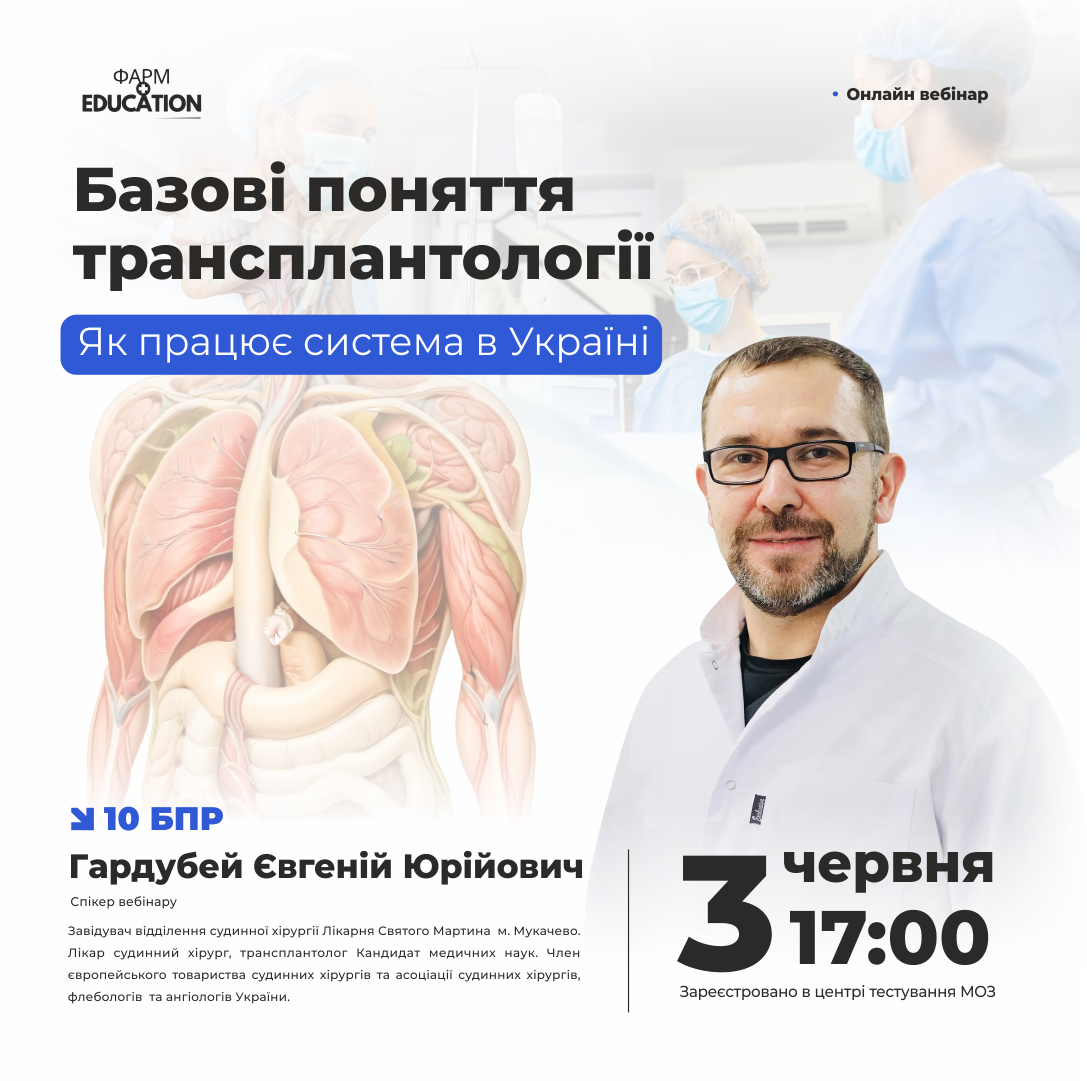 ФАРМ
EDUCATION
Онлайн вебінар
Базові поняття
трансплантології
Як працює система в Україні
10 БПР
Гардубей Євгеній Юрійович
Спікер вебінару
Завідувач відділення судинної хірургії Лікарня Святого Мартина м. Мукачево.
Лікар судинний хірург, трансплантолог Кандидат медичних наук. Член
європейського товариства судинних хірургів та асоціації судинних хірургів,
флебологів та ангіологів України.
3 червня
17:00
Зареєстровано в центрі тестування МОЗ